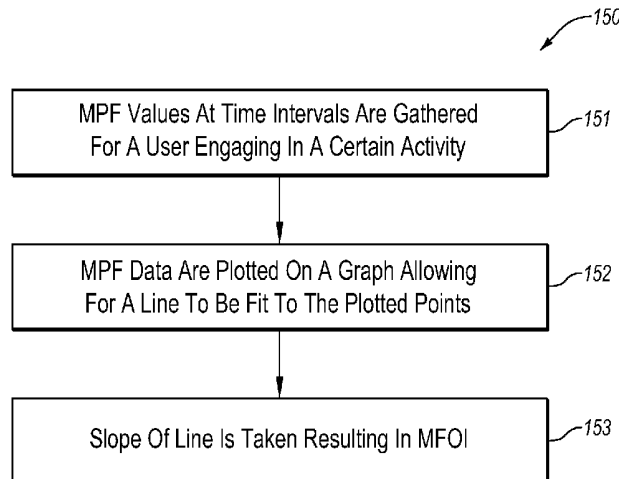 150
MPF Values At Time Intervals Are Gathered
For A User Engaging In A Certain Activity
151
MPF Data Are Plotted On A Graph Allowing
For A Line To Be Fit To The Plotted Points
152
Slope Of Line Is Taken Resulting In MFOI
153